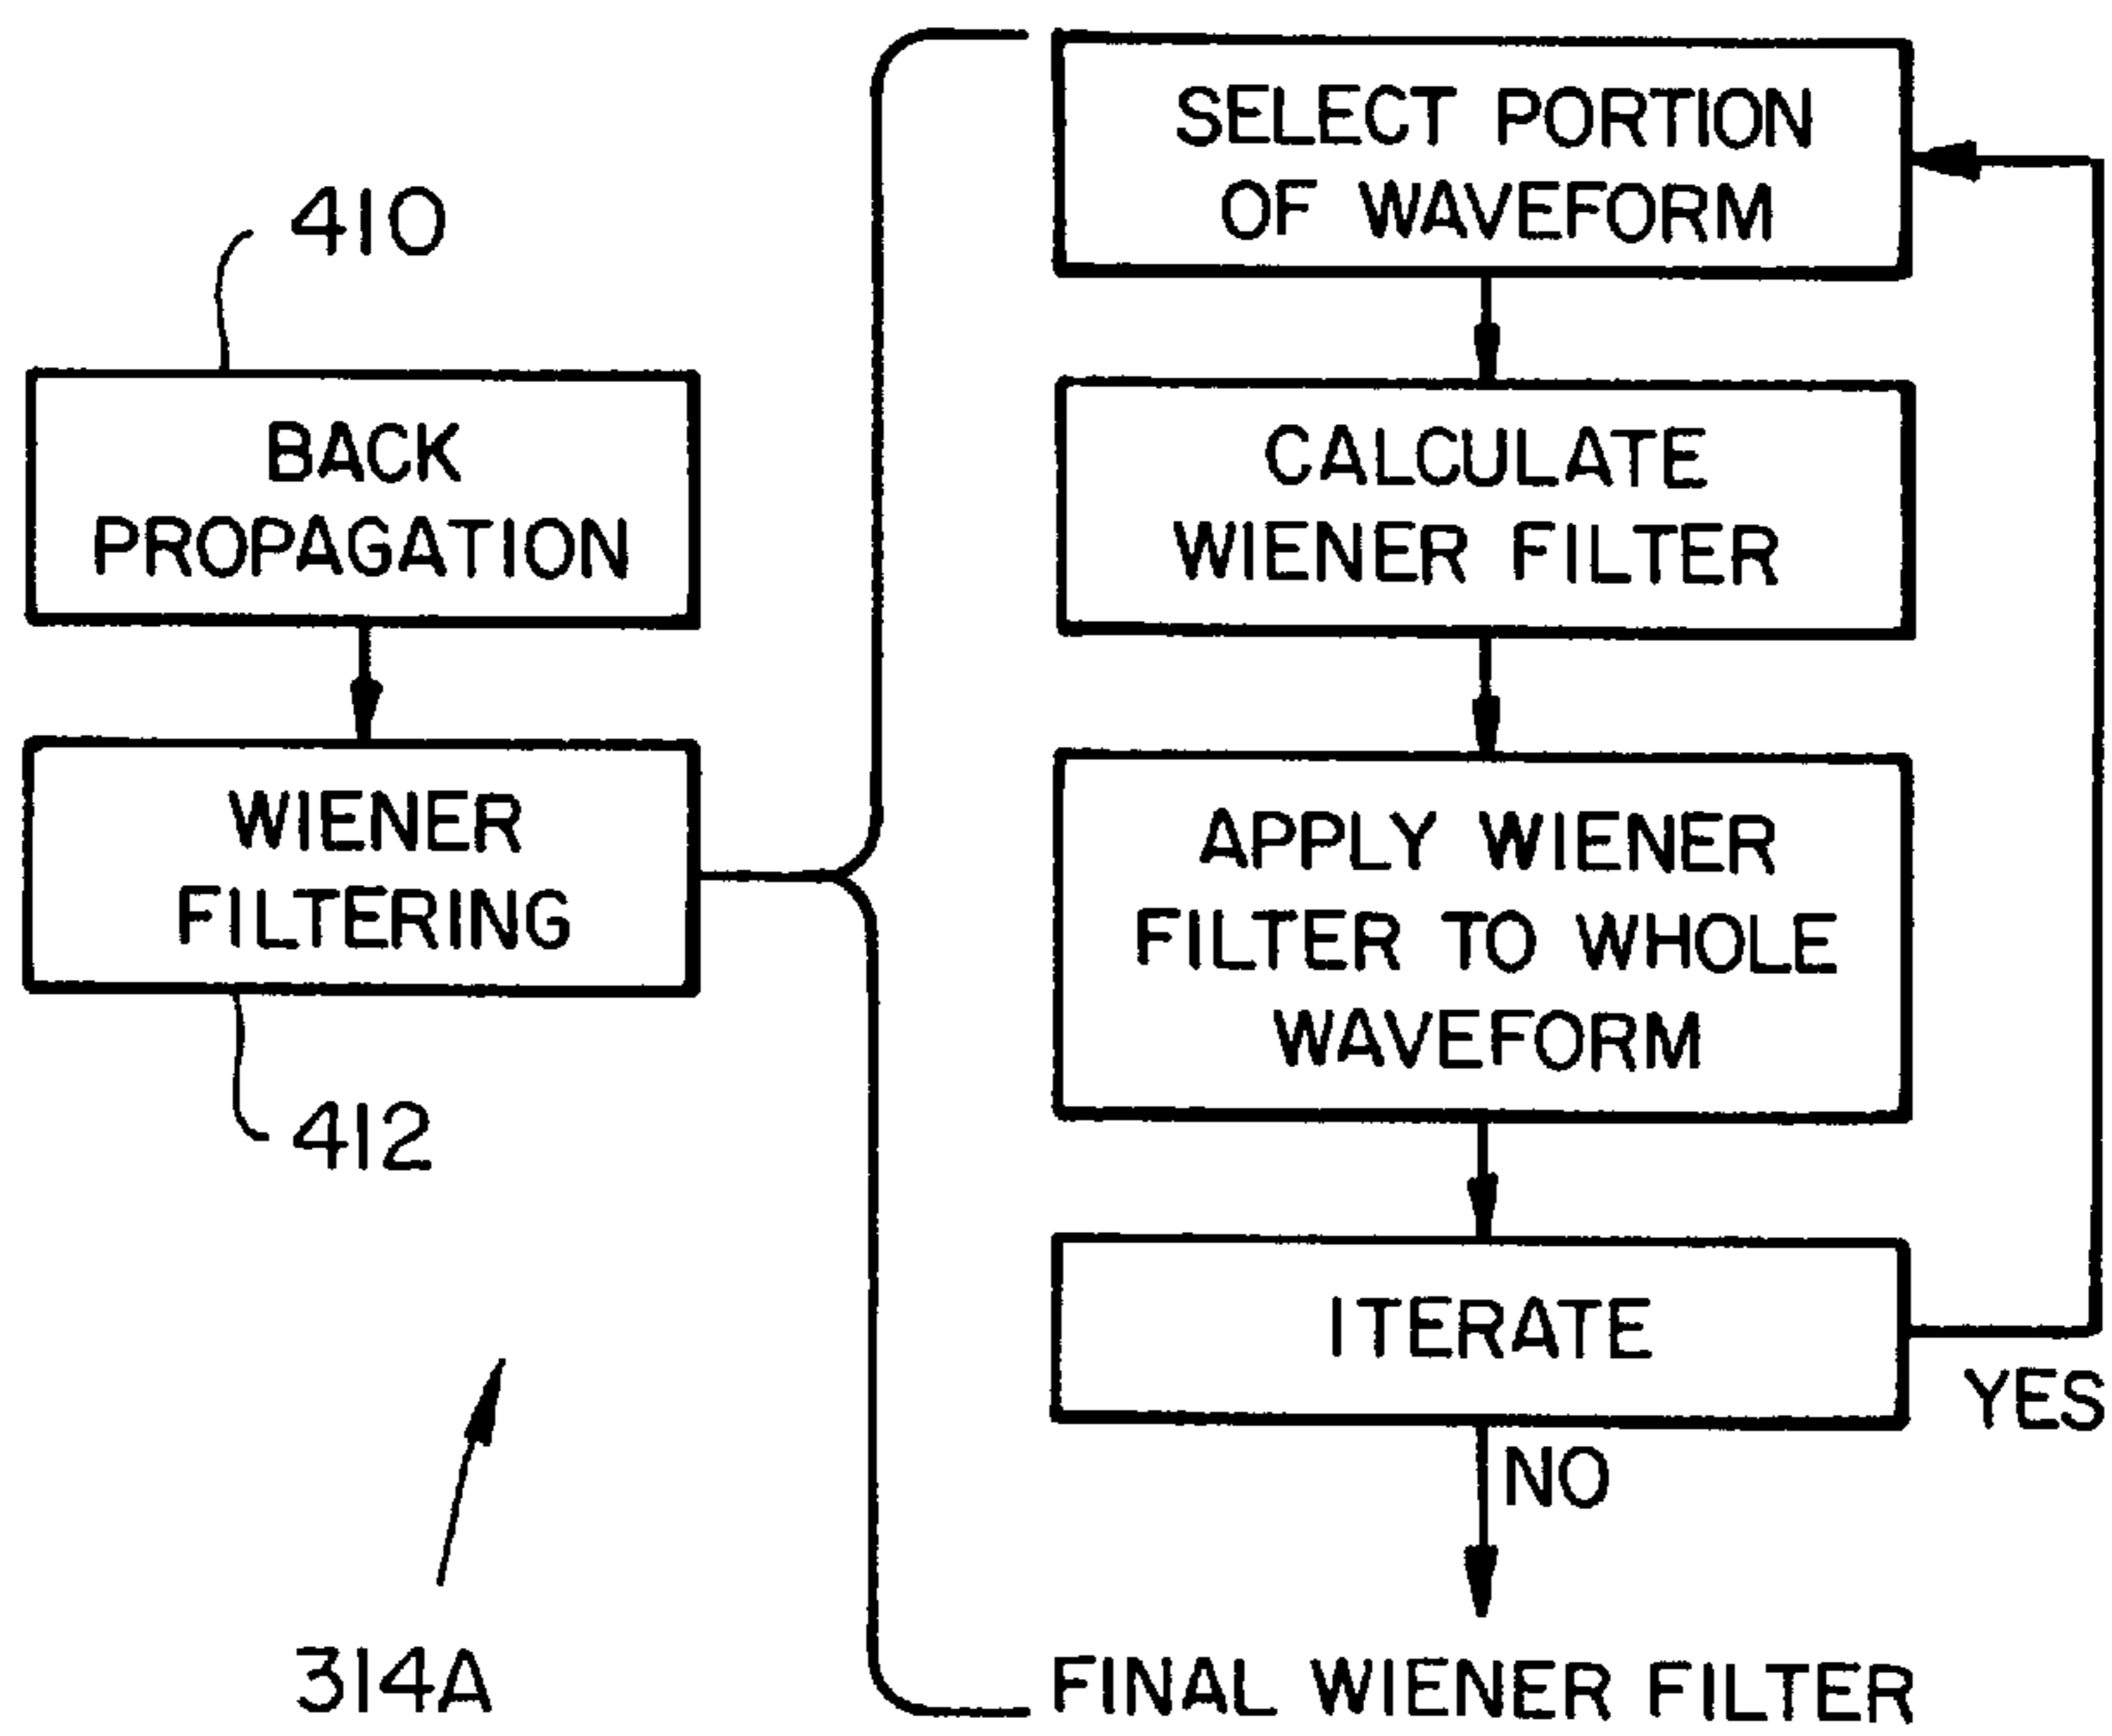 410
BACK
PROPAGATION
WIENER
FILTERING
412
314A
SELECT PORTION
OF WAVEFORM
CALCULATE
WIENER FILTER
APPLY WIENER
FILTER TO WHOLE
WAVEFORM
ITERATE
YES
NO
FINAL WIENER FILTER